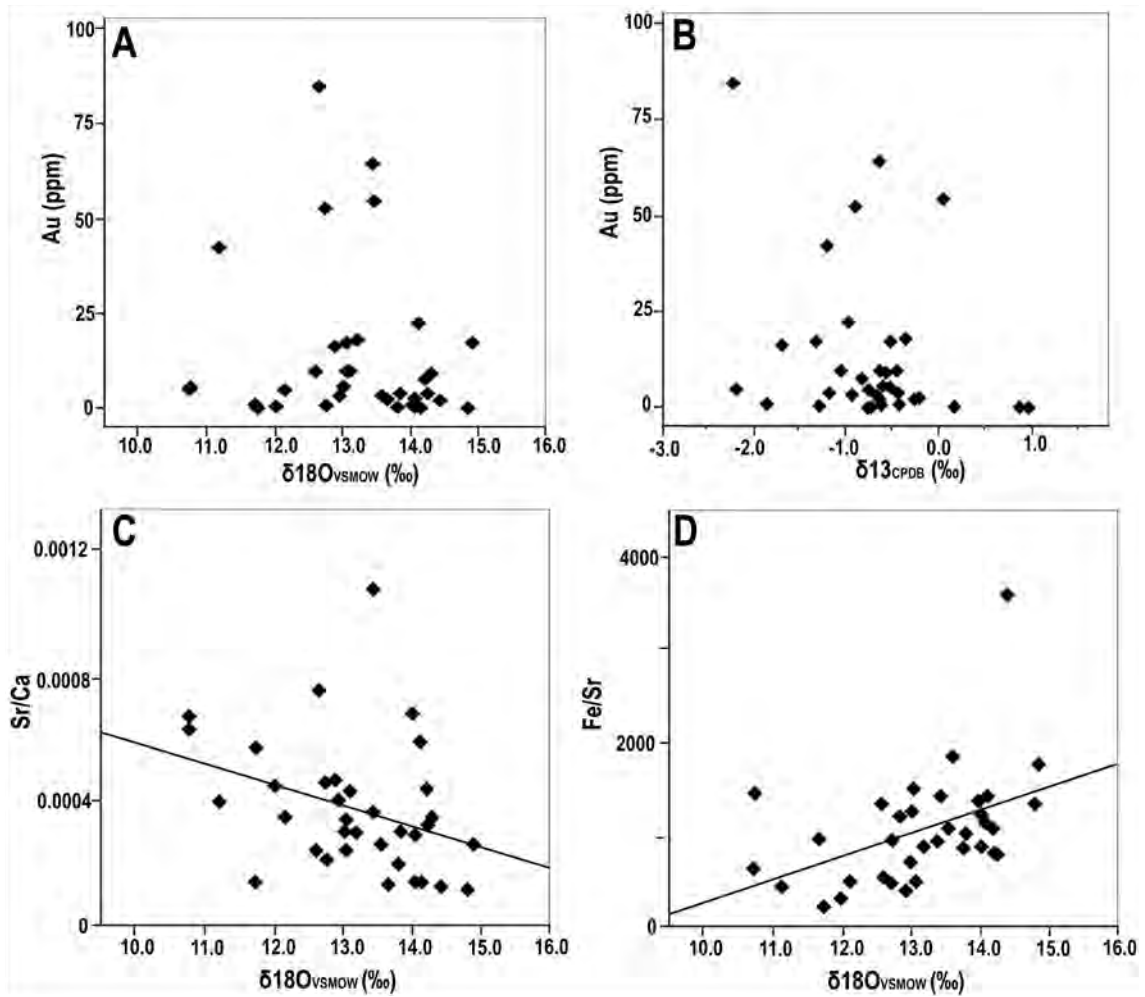 A
100
75
50
25
0
Au (ppm)
10.0 11.0 12.0 13.0 14.0 15.0 16.0
δ18OVSMOW (‰)
B
100
75
50
25
0
Au (ppm)
-3.0 -2.0 -1.0 0.0 1.0
δ13CPDB (‰)
C
0.0012
0.0008
0.0004
0
Sr/Ca
10.0 11.0 12.0 13.0 14.0 15.0 16.0
δ18OVSMOW (‰)
D
4000
2000
0
Fe/Sr
10.0 11.0 12.0 13.0 14.0 15.0 16.0
δ18OVSMOW (‰)